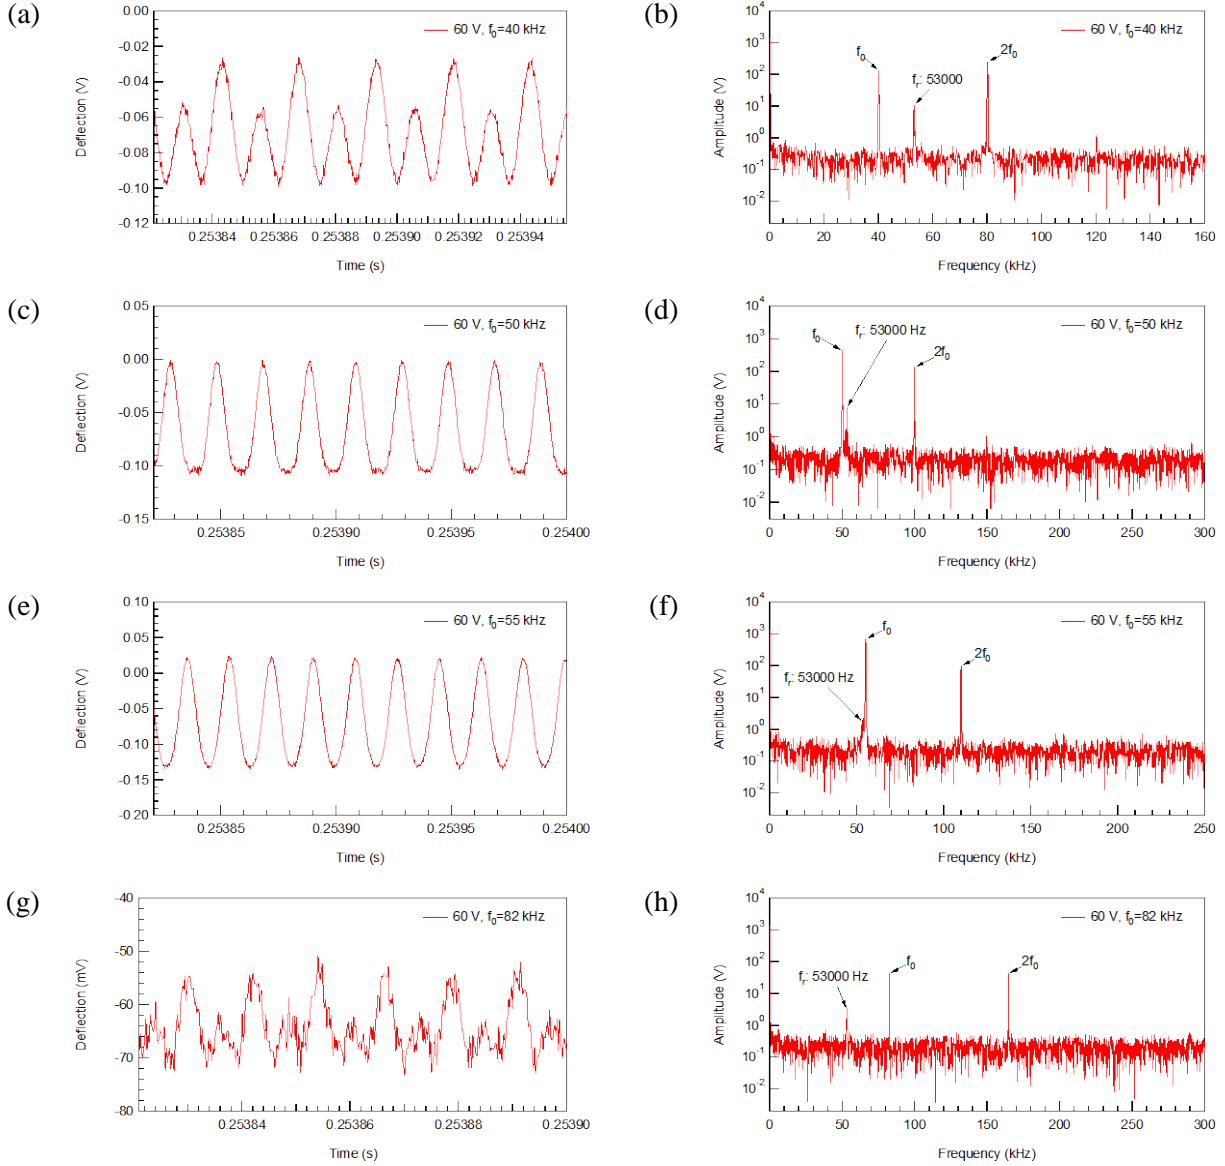 (a)
0.00
-0.02
-0.04
-0.06
-0.08
-0.10
-0.12
Deflection (V)
60 V, f0=40 kHz
0.25384 0.25386 0.25388 0.25390 0.25392 0.25394
Time (s)
(b)
10^4
10^3
10^2
10^1
10^0
10^-1
10^-2
Amplitude (V)
60 V, f0=40 kHz
f0
fr: 53000
2f0
0 20 40 60 80 100 120 140 160
Frequency (kHz)
(c)
0.05
0.00
-0.05
-0.10
-0.15
Deflection (V)
60 V, f0=50 kHz
0.25385 0.25390 0.25395 0.25400
Time (s)
(d)
10^4
10^3
10^2
10^1
10^0
10^-1
10^-2
Amplitude (V)
60 V, f0=50 kHz
f0
fr: 53000 Hz
2f0
0 50 100 150 200 250 300
Frequency (kHz)
(e)
0.10
0.05
0.00
-0.05
-0.10
-0.15
-0.20
Deflection (V)
60 V, f0=55 kHz
0.25385 0.25390 0.25395 0.25400
Time (s)
(f)
10^4
10^3
10^2
10^1
10^0
10^-1
10^-2
Amplitude (V)
60 V, f0=55 kHz
f0
2f0
fr: 53000 Hz
0 50 100 150 200 250
Frequency (kHz)
(g)
-40
-50
-60
-70
-80
Deflection (mV)
60 V, f0=82 kHz
0.25384 0.25386 0.25388 0.25390
Time (s)
(h)
10^4
10^3
10^2
10^1
10^0
10^-1
10^-2
Amplitude (V)
60 V, f0=82 kHz
fr: 53000 Hz
f0
2f0
0 50 100 150 200 250 300
Frequency (kHz)